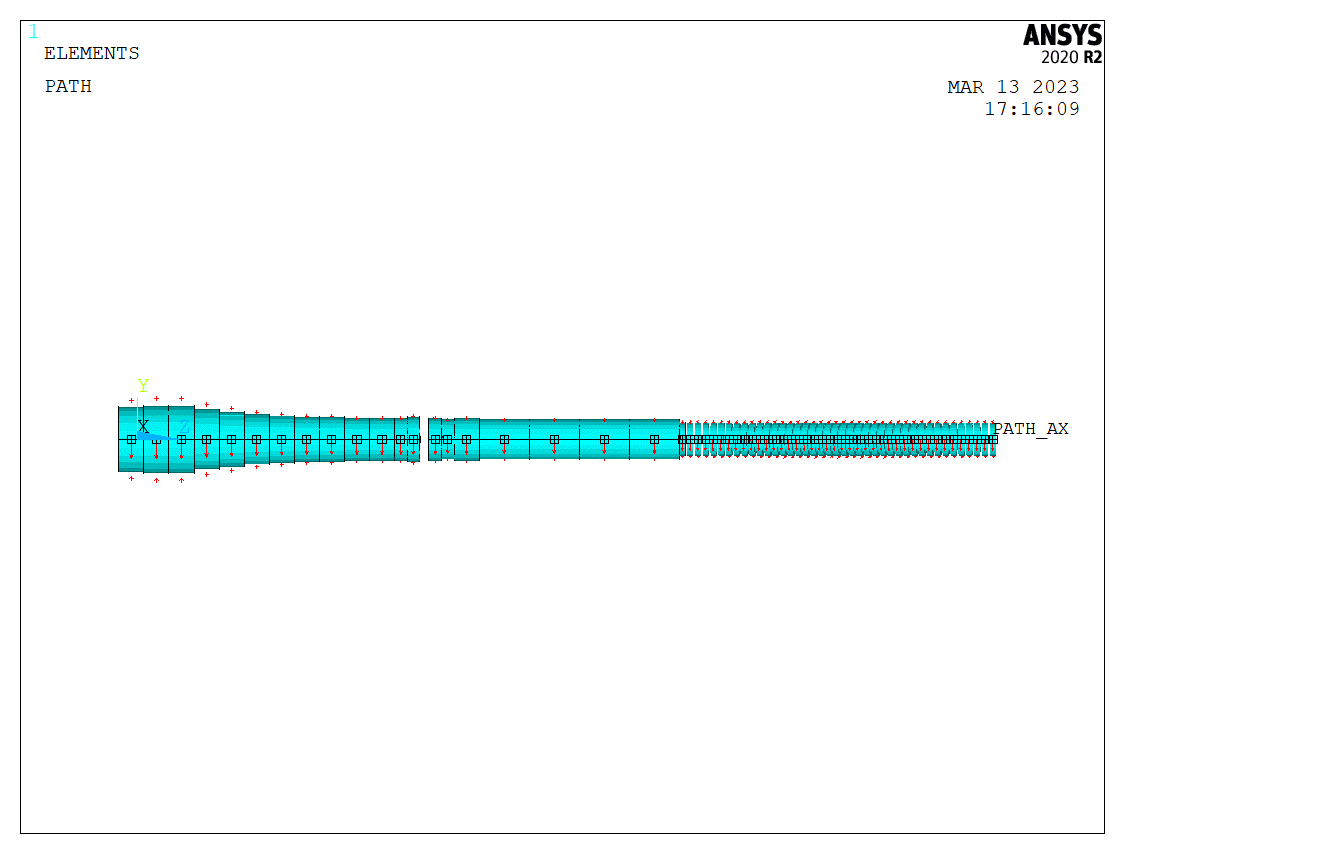 1
ELEMENTS
PATH
ANSYS
2020 R2
MAR 13 2023
17:16:09
Y
X
Z
PATH_AX